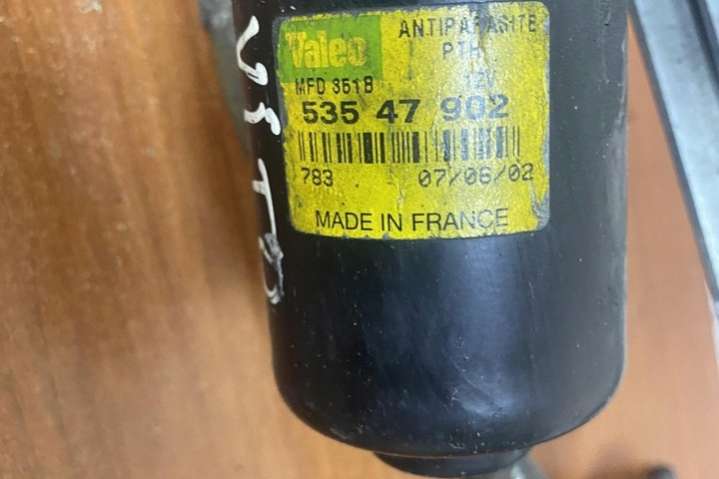 Valeo
ANTIPARASITE
PTH
MFD 351B 12V
535 47 902
783 07/06/02
MADE IN FRANCE